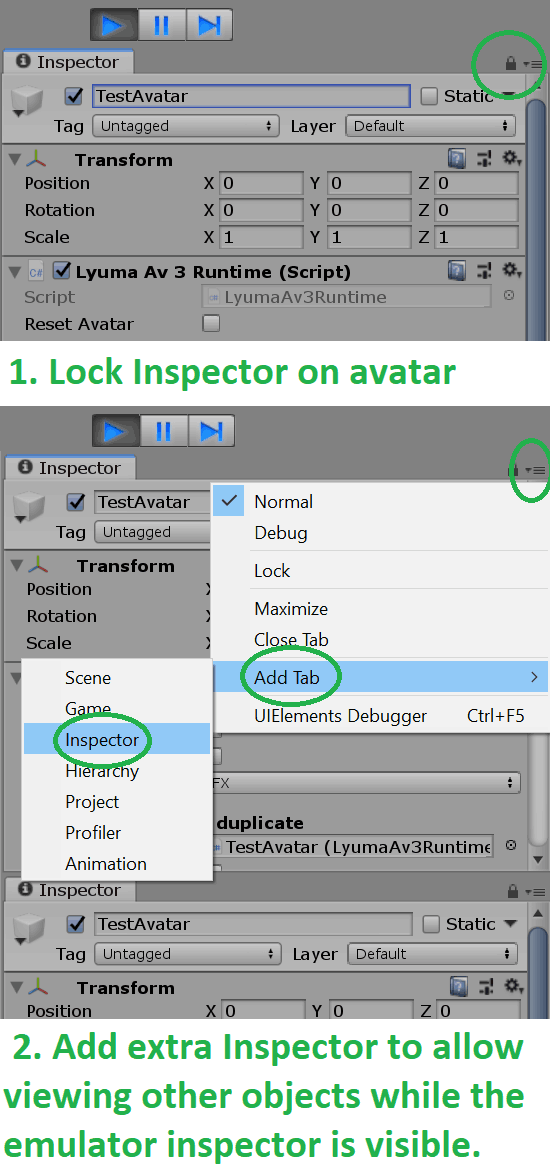 Inspector
TestAvatar
Static
Tag Untagged Layer Default
Transform
Position X 0 Y 0 Z 0
Rotation X 0 Y 0 Z 0
Scale X 1 Y 1 Z 1
C# Lyuma Av 3 Runtime (Script)
Script LyumaAv3Runtime
Reset Avatar
1. Lock Inspector on avatar
Inspector
TestAvatar
Tag Untagged
Transform
Position
Rotation
Scale
Normal
Debug
Lock
Maximize
Close Tab
Add Tab
UIElements Debugger Ctrl+F5
Scene
Game
Inspector
Hierarchy
Project
Profiler
Animation
FX
duplicate
TestAvatar (LyumaAv3Runtime
Inspector
TestAvatar
Static
Tag Untagged Layer Default
Transform
Position X 0 Y 0 Z 0
2. Add extra Inspector to allow
viewing other objects while the
emulator inspector is visible.